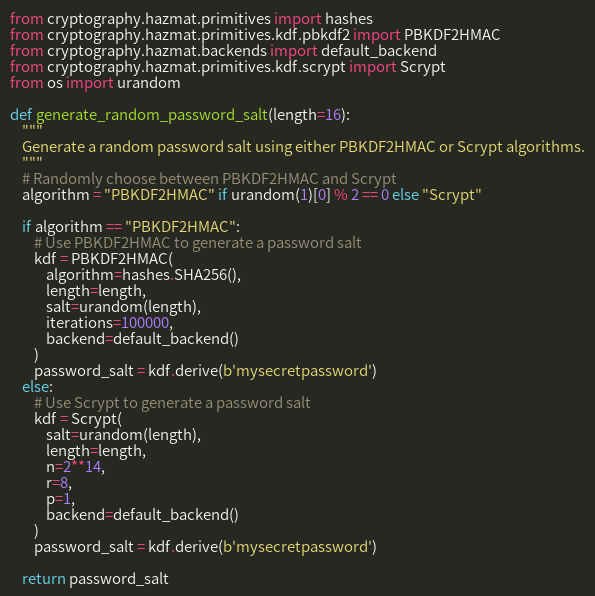 from cryptography.hazmat.primitives import hashes
from cryptography.hazmat.primitives.kdf.pbkdf2 import PBKDF2HMAC
from cryptography.hazmat.backends import default_backend
from cryptography.hazmat.primitives.kdf.scrypt import Scrypt
from os import urandom

def generate_random_password_salt(length=16):
    """
    Generate a random password salt using either PBKDF2HMAC or Scrypt algorithms.
    """
    # Randomly choose between PBKDF2HMAC and Scrypt
    algorithm = "PBKDF2HMAC" if urandom(1)[0] % 2 == 0 else "Scrypt"

    if algorithm == "PBKDF2HMAC":
        # Use PBKDF2HMAC to generate a password salt
        kdf = PBKDF2HMAC(
            algorithm=hashes.SHA256(),
            length=length,
            salt=urandom(length),
            iterations=100000,
            backend=default_backend()
        )
        password_salt = kdf.derive(b'mysecretpassword')
    else:
        # Use Scrypt to generate a password salt
        kdf = Scrypt(
            salt=urandom(length),
            length=length,
            n=2**14,
            r=8,
            p=1,
            backend=default_backend()
        )
        password_salt = kdf.derive(b'mysecretpassword')

    return password_salt